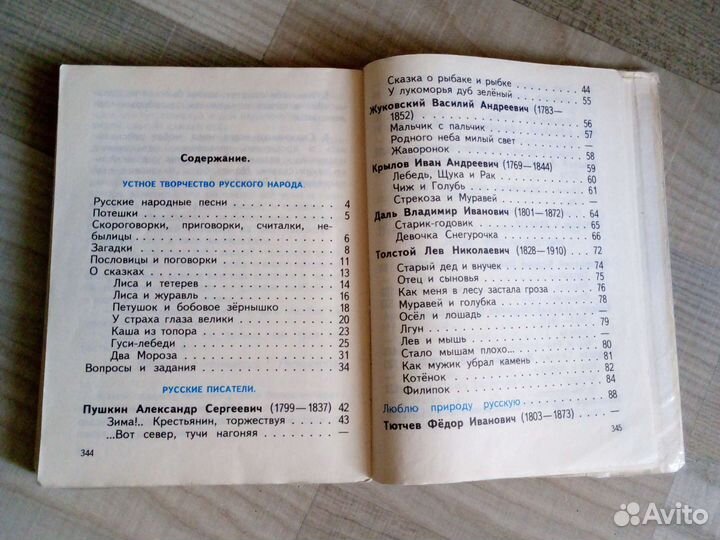 Содержание.
УСТНОЕ ТВОРЧЕСТВО РУССКОГО НАРОДА.
Русские народные песни . . . . . . . . 4
Потешки . . . . . . . . 5
Скороговорки, приговорки, считалки, не-
былицы . . . . . . . . 6
Загадки . . . . . . . . 8
Пословицы и поговорки . . . . . . . . 11
О сказках . . . . . . . . 13
Лиса и тетерев . . . . . . . . 14
Лиса и журавль . . . . . . . . 16
Петушок и бобовое зёрнышко . . . . 18
У страха глаза велики . . . . . . . . 20
Каша из топора . . . . . . . . 23
Гуси-лебеди . . . . . . . . 25
Два Мороза . . . . . . . . 31
Вопросы и задания . . . . . . . . 34
РУССКИЕ ПИСАТЕЛИ.
Пушкин Александр Сергеевич (1799—1837) 42
Зима!.. Крестьянин, торжествуя . . . . 43
...Вот север, тучи нагоняя . . . . —
344
Сказка о рыбаке и рыбке . . . . 44
У лукоморья дуб зелёный . . . . 55
Жуковский Василий Андреевич (1783—
1852) . . . . . . . . 56
Мальчик с пальчик . . . . . . . . 57
Родного неба милый свет . . . . —
Жаворонок . . . . . . . . 58
Крылов Иван Андреевич (1769—1844) 59
Лебедь, Щука и Рак . . . . . . . . 60
Чиж и Голубь . . . . . . . . 61
Стрекоза и Муравей . . . . . . . . —
Даль Владимир Иванович (1801—1872) . 64
Старик-годовик . . . . . . . . 65
Девочка Снегурочка . . . . . . . . 66
Толстой Лев Николаевич (1828—1910) . 72
Старый дед и внучек . . . . . . . . 74
Отец и сыновья . . . . . . . . 75
Как меня в лесу застала гроза . . . . 76
Муравей и голубка . . . . . . . . 78
Осёл и лошадь . . . . . . . . —
Лгун . . . . . . . . 79
Лев и мышь . . . . . . . . —
Стало мышам плохо... . . . . . . . . 80
Как мужик убрал камень . . . . 81
Котёнок . . . . . . . . 82
Филипок . . . . . . . . 84
Люблю природу русскую . . . . . . . . 88
Тютчев Фёдор Иванович (1803—1873) . . . . —
345
Avito